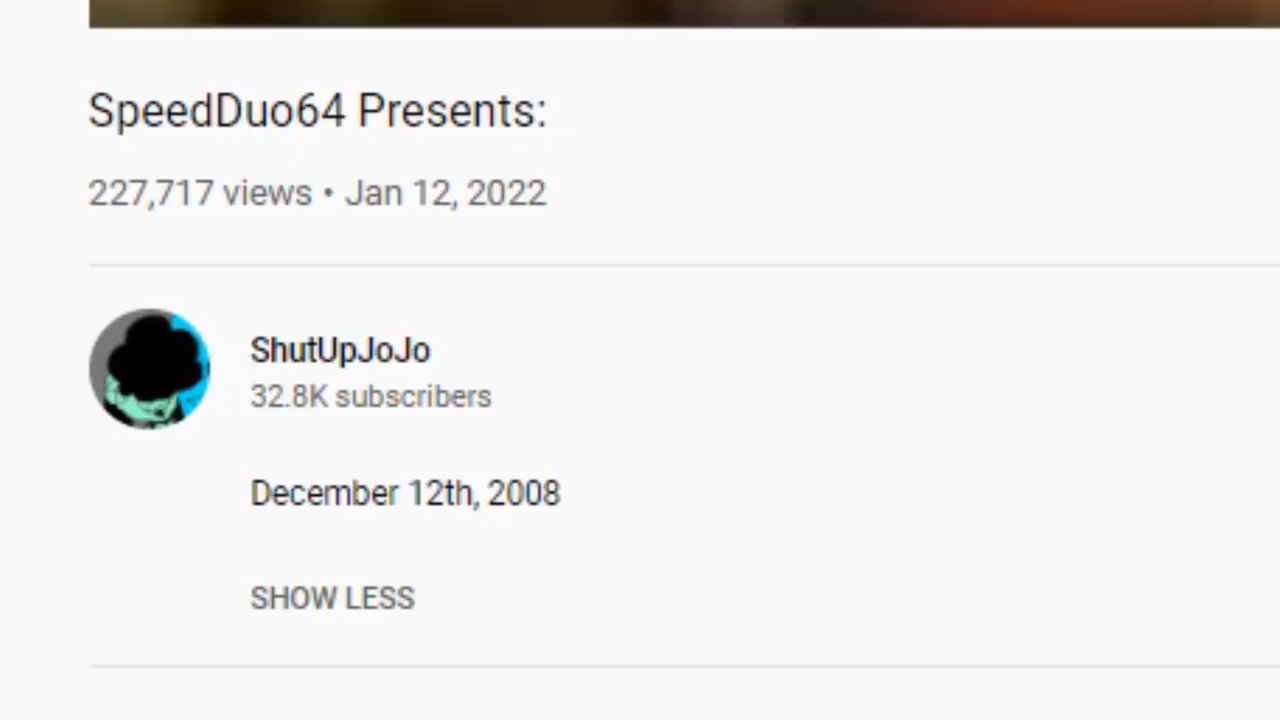 SpeedDuo64 Presents:
227,717 views • Jan 12, 2022
ShutUpJoJo
32.8K subscribers
December 12th, 2008
SHOW LESS